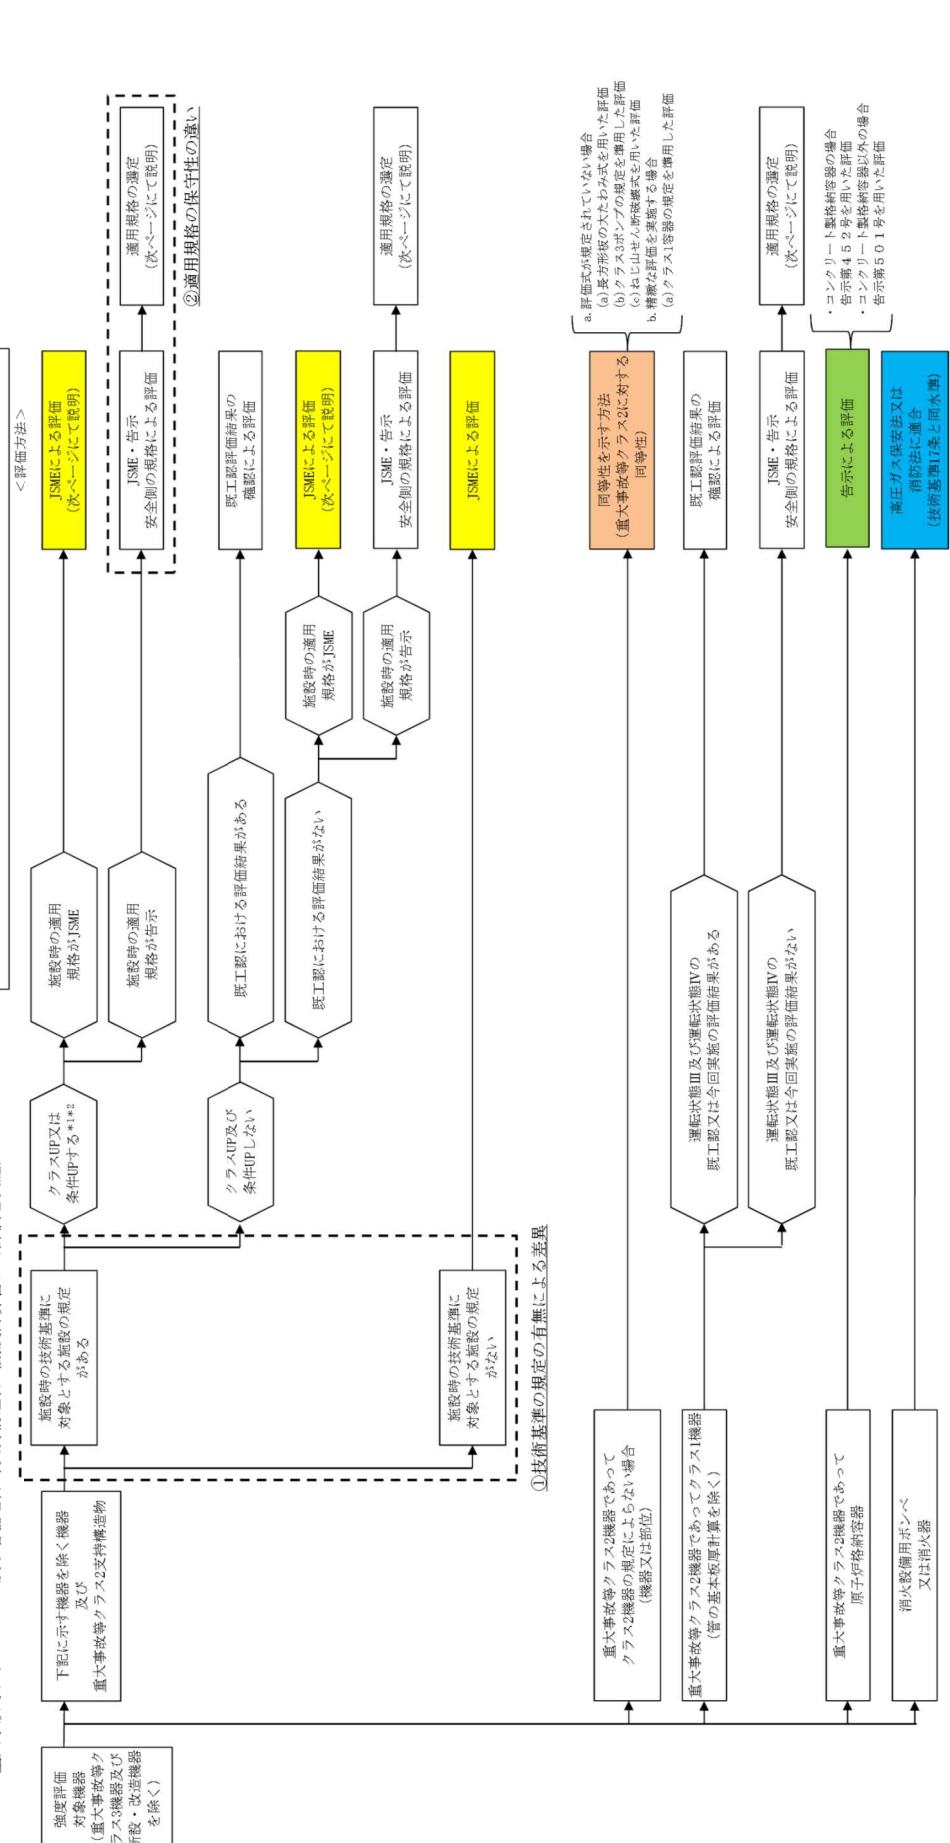 ＜評価方法＞
強度評価
対象機器
(重大事故等ク
ラス3機器及び
新設・改造機器
を除く)
下記に示す機器を除く機器
及び
重大事故等クラス2支持構造物
施設時の技術基準に
対象とする施設の規定
がある
クラスUP又は
条件UPする*1*2
施設時の適用
規格がJSME
JSMEによる評価
(次ページにて説明)
施設時の適用
規格が告示
JSME・告示
安全側の規格による評価
適用規格の選定
(次ページにて説明)
②適用規格の保守性の違い
クラスUP及び
条件UPしない
既工認における評価結果がある
既工認評価結果の
確認による評価
既工認における評価結果がない
施設時の適用
規格がJSME
JSMEによる評価
(次ページにて説明)
施設時の適用
規格が告示
JSME・告示
安全側の規格による評価
適用規格の選定
(次ページにて説明)
施設時の技術基準に
対象とする施設の規定
がない
JSMEによる評価
①技術基準の規定の有無による差異
重大事故等クラス2機器であって
クラス2機器の規定によらない場合
(機器又は部位)
同等性を示す方法
(重大事故等クラス2に対する
同等性)
a. 評価式が規定されていない場合
(a)長方形板の大たわみ式を用いた評価
(b)クラス3ポンプの規定を準用した評価
(c)ねじ山せん断破壊式を用いた評価
b. 精緻な評価を実施する場合
(a)クラス1容器の規定を準用した評価
重大事故等クラス2機器であってクラス1機器
(管の基本板厚計算を除く)
運転状態Ⅲ及び運転状態Ⅳの
既工認又は今回実施の評価結果がある
既工認評価結果の
確認による評価
運転状態Ⅲ及び運転状態Ⅳの
既工認又は今回実施の評価結果がない
JSME・告示
安全側の規格による評価
適用規格の選定
(次ページにて説明)
重大事故等クラス2機器であって
原子炉格納容器
告示による評価
・コンクリート製格納容器の場合
告示第４５２号を用いた評価
・コンクリート製格納容器以外の場合
告示第５０１号を用いた評価
消火設備用ボンベ
又は消火器
高圧ガス保安法又は
消防法に適合
(技術基準17条と同水準)